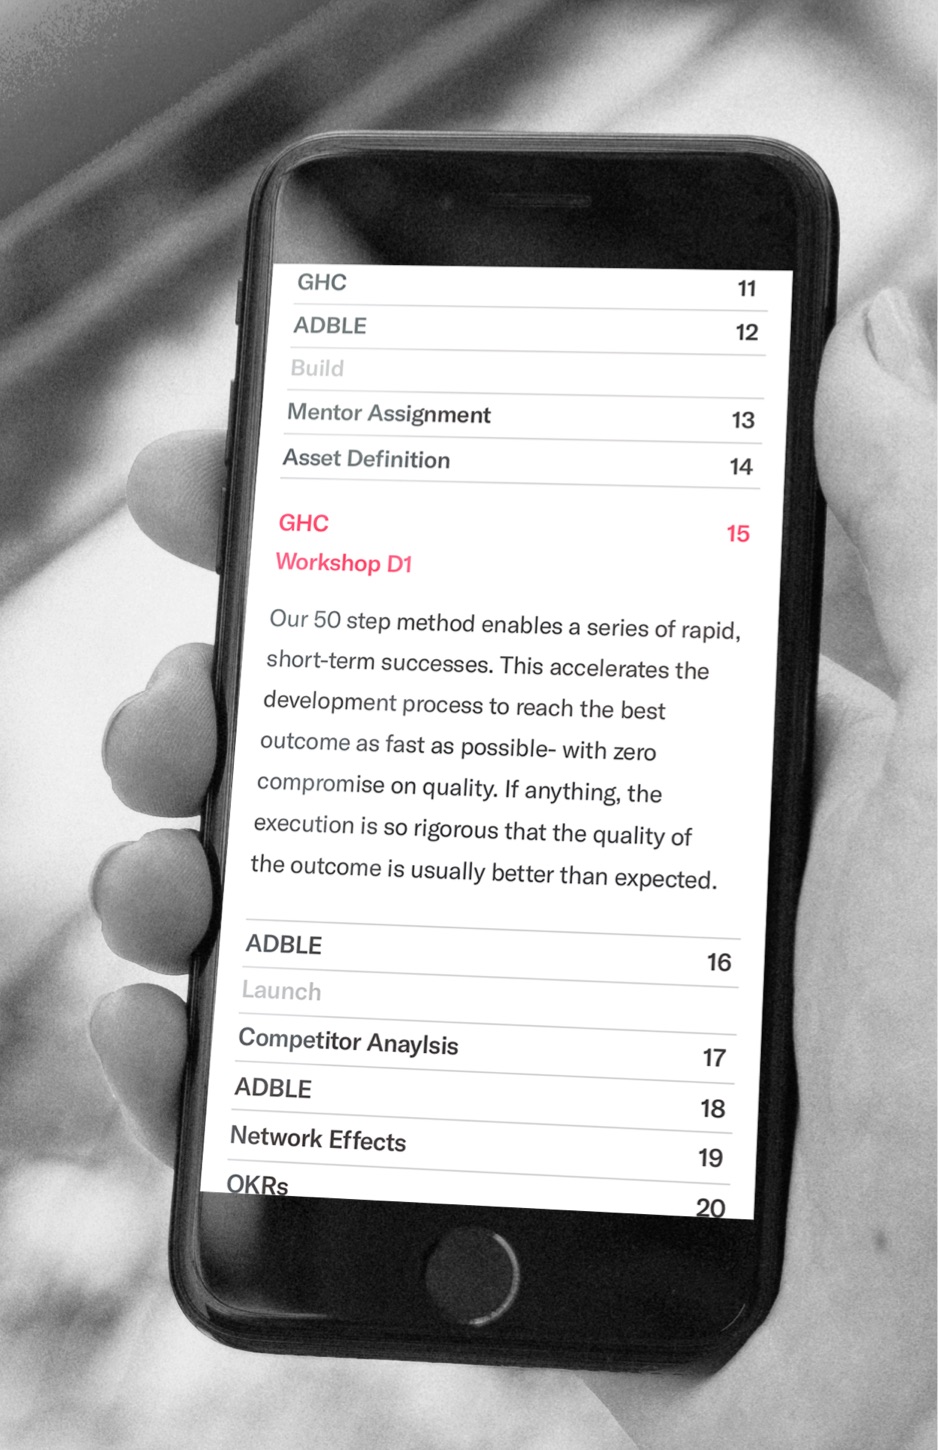 GHC 11
ADBLE 12
Build
Mentor Assignment 13
Asset Definition 14
GHC 15
Workshop D1
Our 50 step method enables a series of rapid,
short-term successes. This accelerates the
development process to reach the best
outcome as fast as possible- with zero
compromise on quality. If anything, the
execution is so rigorous that the quality of
the outcome is usually better than expected.
ADBLE 16
Launch
Competitor Anaylsis 17
ADBLE 18
Network Effects 19
OKRs 20